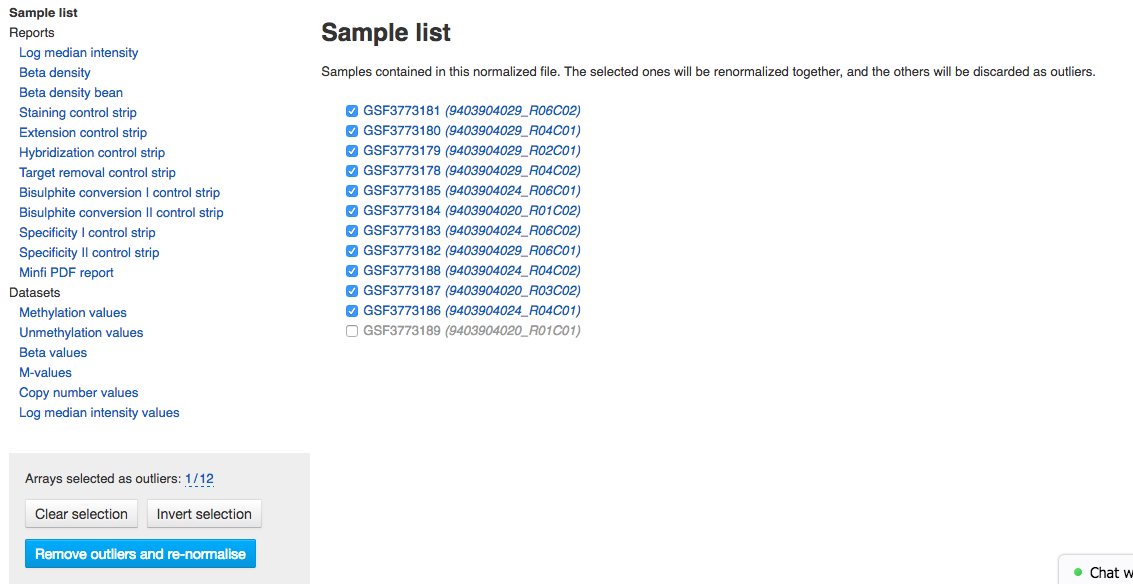 Sample list
Reports
Log median intensity
Beta density
Beta density bean
Staining control strip
Extension control strip
Hybridization control strip
Target removal control strip
Bisulphite conversion I control strip
Bisulphite conversion II control strip
Specificity I control strip
Specificity II control strip
Minfi PDF report
Datasets
Methylation values
Unmethylation values
Beta values
M-values
Copy number values
Log median intensity values
Arrays selected as outliers: 1/12
Clear selection
Invert selection
Remove outliers and re-normalise
Sample list
Samples contained in this normalized file. The selected ones will be renormalized together, and the others will be discarded as outliers.
GSF3773181 (9403904029_R06C02)
GSF3773180 (9403904029_R04C01)
GSF3773179 (9403904029_R02C01)
GSF3773178 (9403904029_R04C02)
GSF3773185 (9403904024_R06C01)
GSF3773184 (9403904020_R01C02)
GSF3773183 (9403904024_R06C02)
GSF3773182 (9403904029_R06C01)
GSF3773188 (9403904024_R04C02)
GSF3773187 (9403904020_R03C02)
GSF3773186 (9403904024_R04C01)
GSF3773189 (9403904020_R01C01)
Chat w